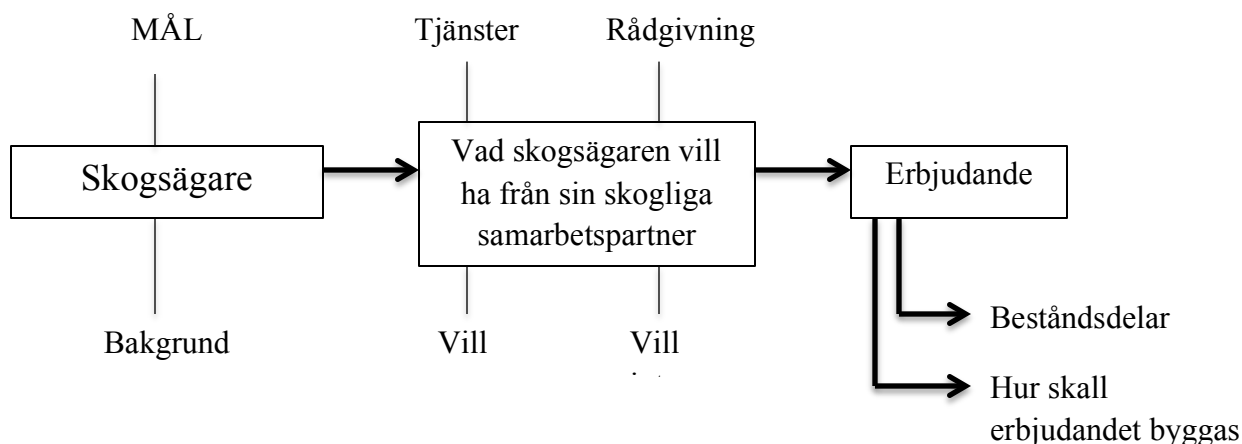 MÅL
Tjänster
Rådgivning
Skogsägare
Vad skogsägaren vill
ha från sin skogliga
samarbetspartner
Erbjudande
Bakgrund
Vill
Vill
Beståndsdelar
Hur skall
erbjudandet byggas